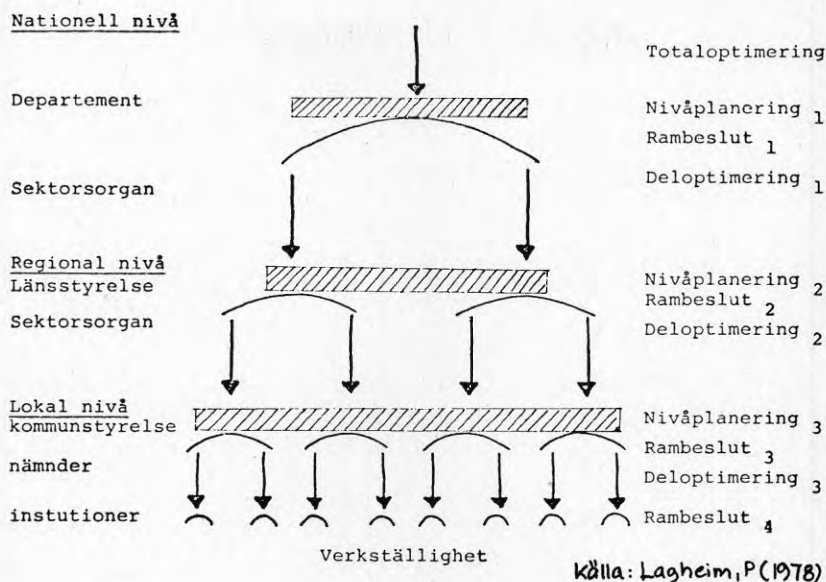 Nationell nivå
Totaloptimering
Departement
Nivåplanering 1
Rambeslut 1
Sektorsorgan
Deloptimering 1
Regional nivå
Länsstyrelse
Nivåplanering 2
Rambeslut 2
Sektorsorgan
Deloptimering 2
Lokal nivå
kommunstyrelse
Nivåplanering 3
Rambeslut 3
nämnder
Deloptimering 3
instutioner
Rambeslut 4
Verkställighet
Källa: Lagheim, P (1978)